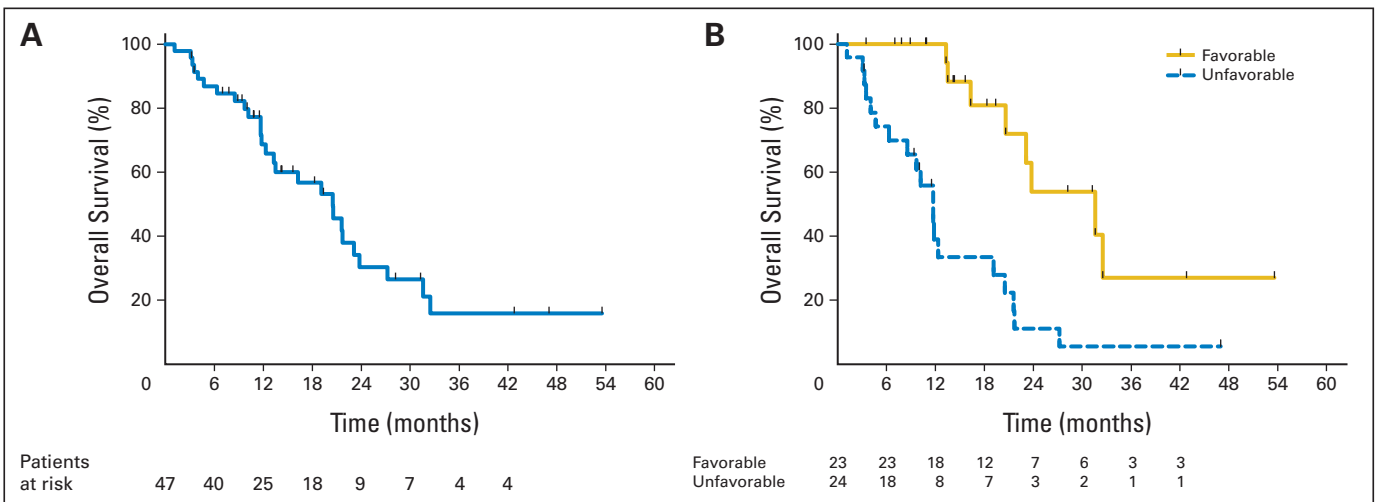 A
100
80
60
40
20
Overall Survival (%)
0 6 12 18 24 30 36 42 48 54 60
Time (months)
Patients
at risk 47 40 25 18 9 7 4 4
B
100
80
60
40
20
Overall Survival (%)
Favorable
Unfavorable
0 6 12 18 24 30 36 42 48 54 60
Time (months)
Favorable 23 23 18 12 7 6 3 3
Unfavorable 24 18 8 7 3 2 1 1